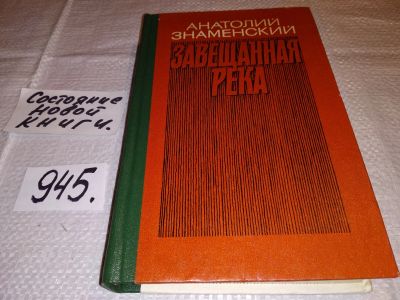 АНАТОЛИЙ
ЗНАМЕНСКИЙ
ЗАВЕЩАННАЯ
РЕКА
Состояние
новой
книги.
945.